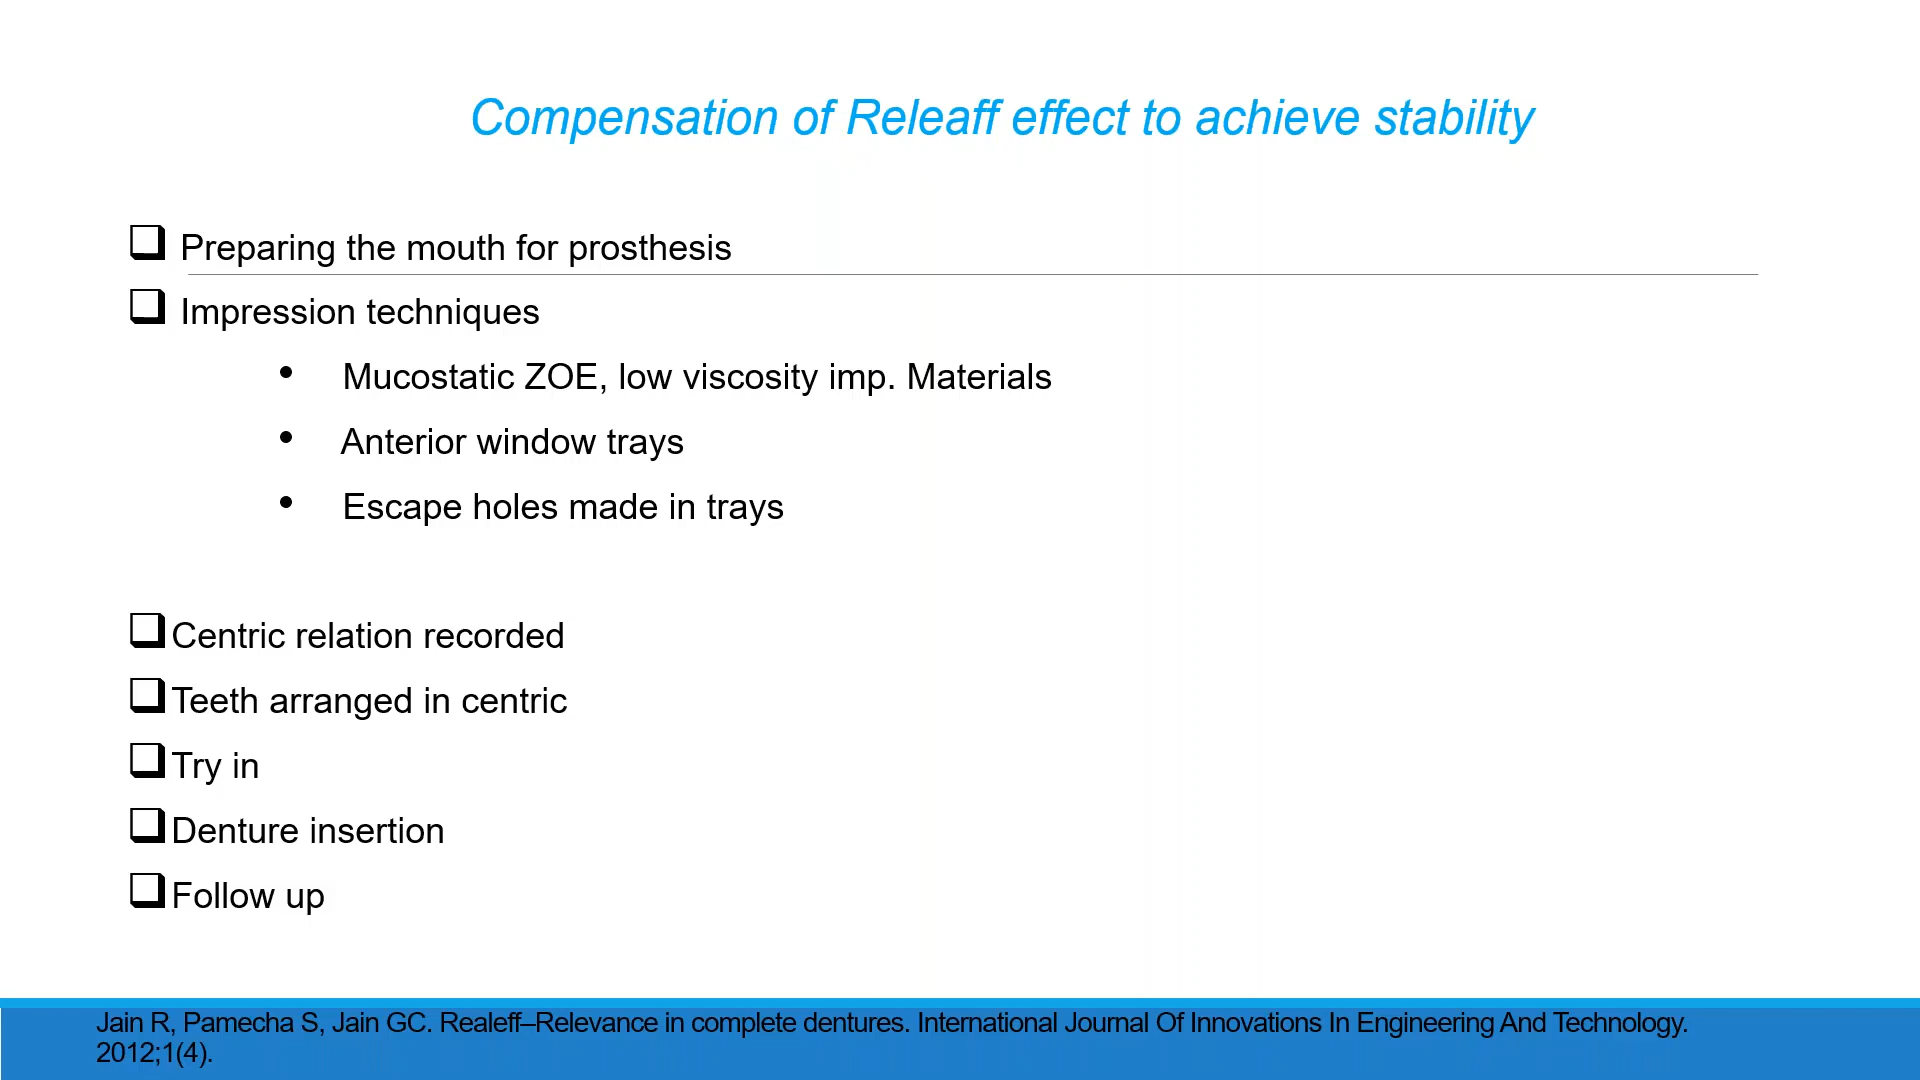 Compensation of Releaff effect to achieve stability
Preparing the mouth for prosthesis
Impression techniques
• Mucostatic ZOE, low viscosity imp. Materials
• Anterior window trays
• Escape holes made in trays
Centric relation recorded
Teeth arranged in centric
Try in
Denture insertion
Follow up
Jain R, Pamecha S, Jain GC. Realeff–Relevance in complete dentures. International Journal Of Innovations In Engineering And Technology.
2012;1(4).